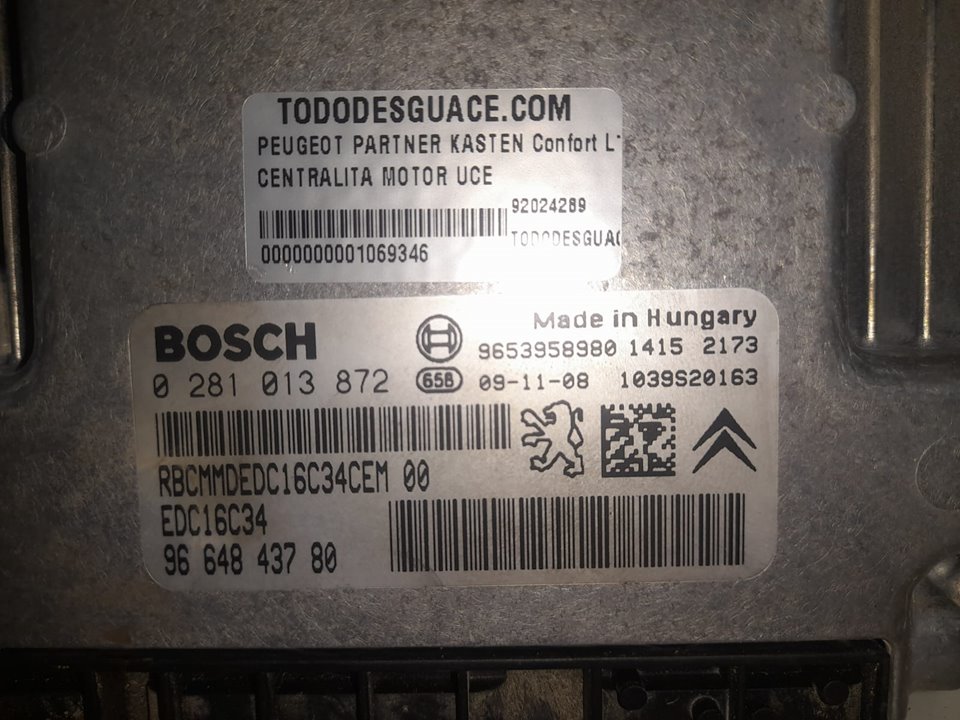 TODODESGUACE.COM
PEUGEOT PARTNER KASTEN Confort L
CENTRALITA MOTOR UCE
92024289
TODODESGUA
0000000001069346
BOSCH
Made in Hungary
9653958980 1415 2173
0 281 013 872 658 09-11-08 1039S20163
RBCMMDEDC16C34CEM 00
EDC16C34
96 648 437 80